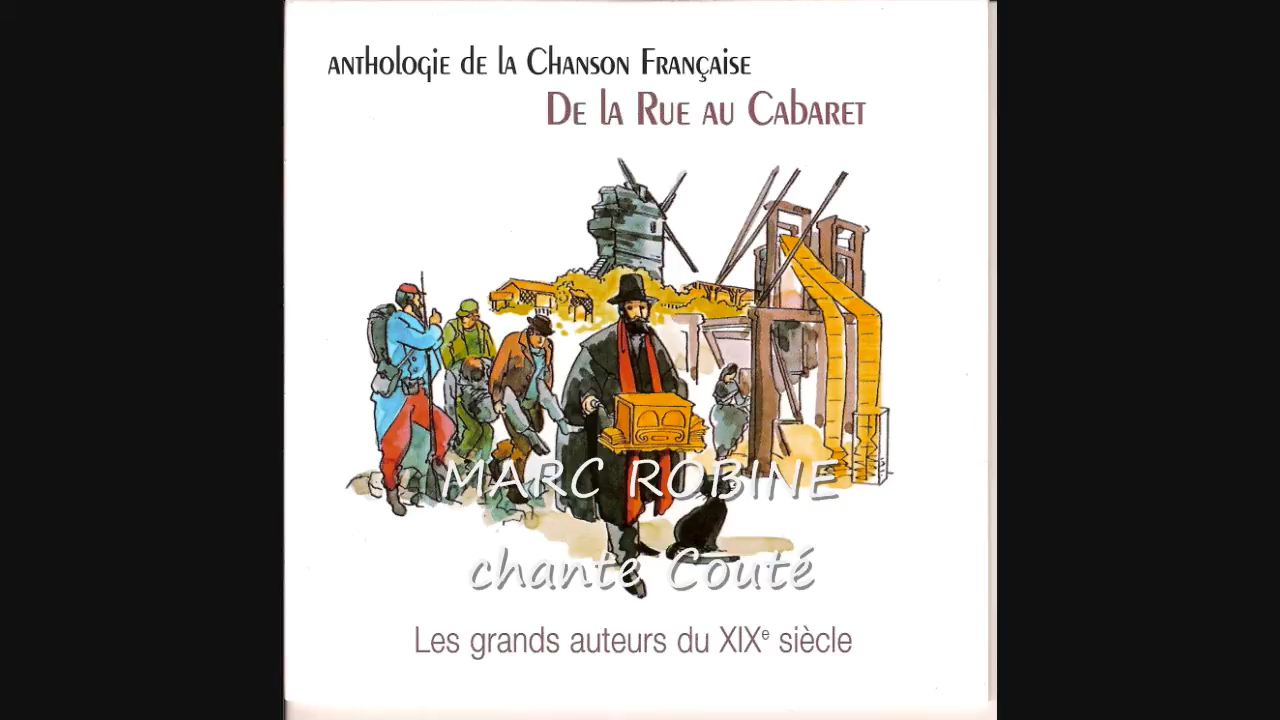 anthologie de la Chanson Française
De la Rue au Cabaret
MARC ROBINE
chante Couté
Les grands auteurs du XIXe siècle